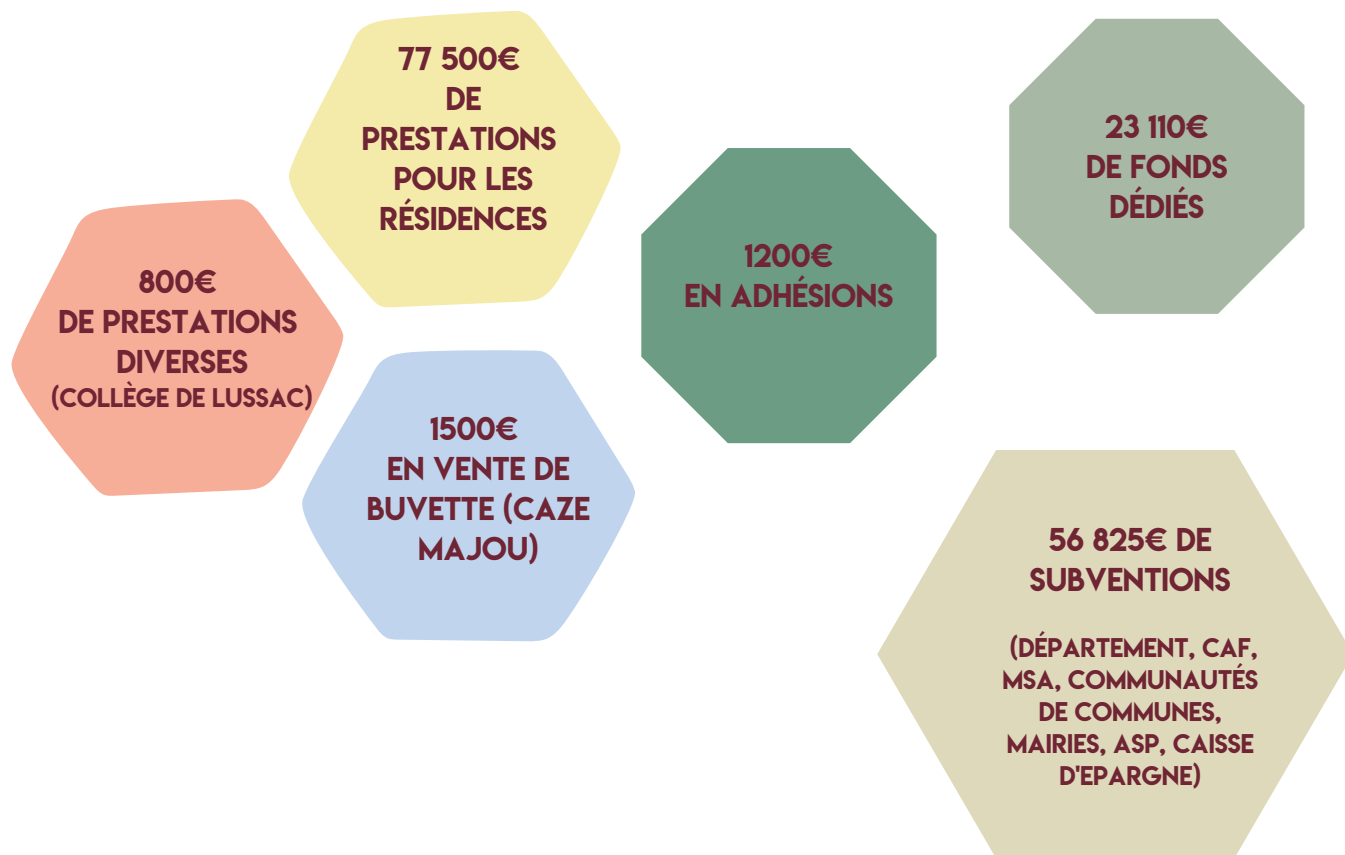 77 500€
DE
PRESTATIONS
POUR LES
RÉSIDENCES
800€
DE PRESTATIONS
DIVERSES
(COLLÈGE DE LUSSAC)
1500€
EN VENTE DE
BUVETTE (CAZE
MAJOU)
1200€
EN ADHÉSIONS
23 110€
DE FONDS
DÉDIÉS
56 825€ DE
SUBVENTIONS
(DÉPARTEMENT, CAF,
MSA, COMMUNAUTÉS
DE COMMUNES,
MAIRIES, ASP, CAISSE
D'EPARGNE)